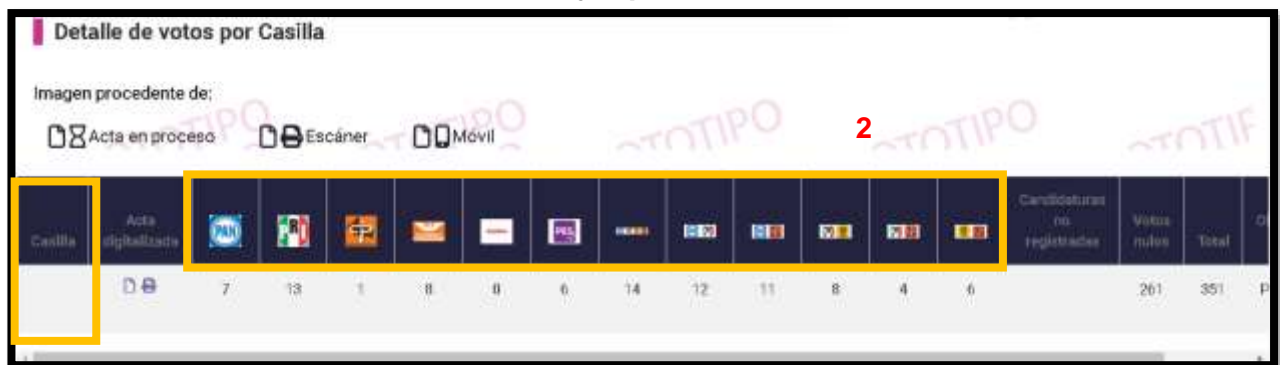 Detalle de votos por Casilla
Imagen procedente de:
Acta en proceso Escáner Móvil
2
Casilla Acta digitalizada PAN PRI PES Candidaturas no registradas Votos nulos Total
7 13 1 8 8 6 14 12 11 8 4 6 261 351 P